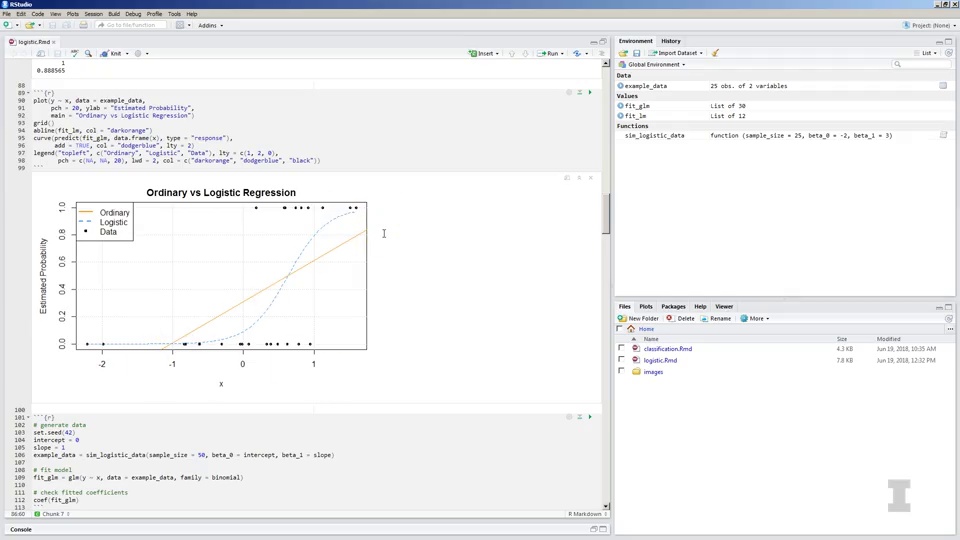 RStudio
File Edit View Plots Session Build Debug Profile Tools Help
Go to file/function Addins Project: (None)
logistic.Rmd
Knit Insert Run
1
0.888565
88
89 ```{r}
90 plot(y ~ x, data = example_data,
91 pch = 20, ylab = "Estimated Probability",
92 main = "Ordinary vs Logistic Regression")
93 grid()
94 abline(fit_lm, col = "darkorange")
95 curve(predict(fit_glm, data.frame(x), type = "response"),
96 add = TRUE, col = "dodgerblue", lty = 2)
97 legend("topleft", c("Ordinary", "Logistic", "Data"), lty = c(1, 2, 0),
98 pch = c(NA, NA, 20), lwd = 2, col = c("darkorange", "dodgerblue", "black"))
99 ```
Ordinary vs Logistic Regression
Ordinary
Logistic
Data
Estimated Probability
1.0
0.8
0.6
0.4
0.2
0.0
-2 -1 0 1
x
100
101 ```{r}
102 # generate data
103 set.seed(42)
104 intercept = 0
105 slope = 1
106 example_data = sim_logistic_data(sample_size = 50, beta_0 = intercept, beta_1 = slope)
107
108 # fit model
109 fit_glm = glm(y ~ x, data = example_data, family = binomial)
110
111 # check fitted coefficients
112 coef(fit_glm)
113
86:60 Chunk 7 R Markdown
Console
Environment History
Import Dataset List
Global Environment
Data
example_data 25 obs. of 2 variables
Values
fit_glm List of 30
fit_lm List of 12
Functions
sim_logistic_data function (sample_size = 25, beta_0 = -2, beta_1 = 3)
Files Plots Packages Help Viewer
New Folder Delete Rename More
Home
Name Size Modified
classification.Rmd 4.3 KB Jun 19, 2018, 10:35 AM
logistic.Rmd 7.8 KB Jun 19, 2018, 12:32 PM
images